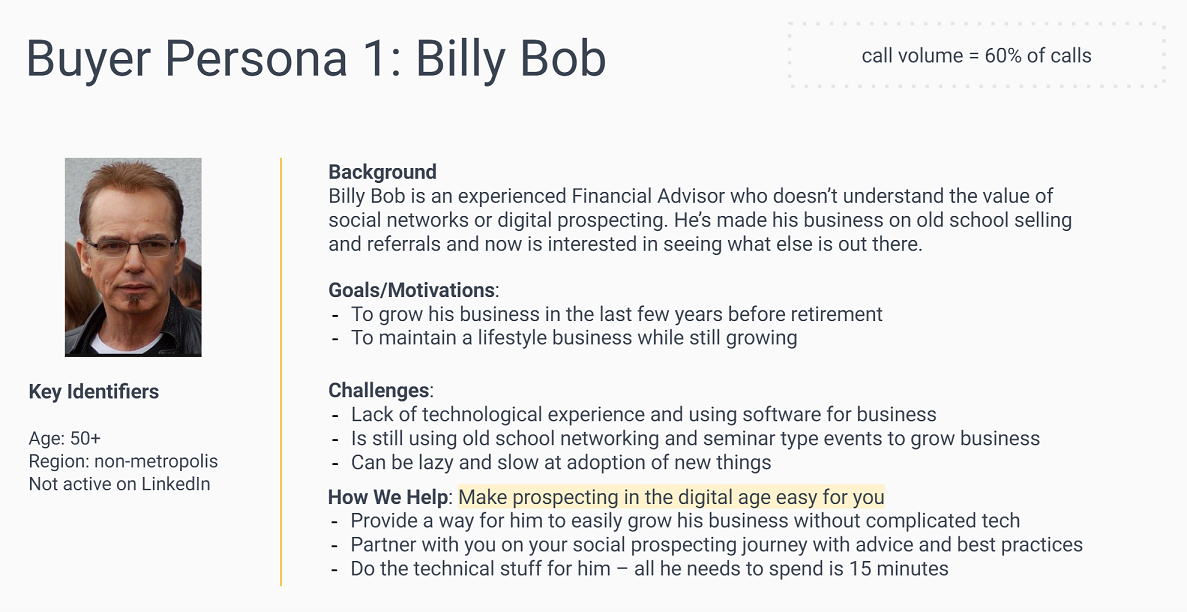 Buyer Persona 1: Billy Bob
call volume = 60% of calls
Key Identifiers
Age: 50+
Region: non-metropolis
Not active on LinkedIn
Background
Billy Bob is an experienced Financial Advisor who doesn’t understand the value of
social networks or digital prospecting. He’s made his business on old school selling
and referrals and now is interested in seeing what else is out there.
Goals/Motivations:
- To grow his business in the last few years before retirement
- To maintain a lifestyle business while still growing
Challenges:
- Lack of technological experience and using software for business
- Is still using old school networking and seminar type events to grow business
- Can be lazy and slow at adoption of new things
How We Help: Make prospecting in the digital age easy for you
- Provide a way for him to easily grow his business without complicated tech
- Partner with you on your social prospecting journey with advice and best practices
- Do the technical stuff for him – all he needs to spend is 15 minutes